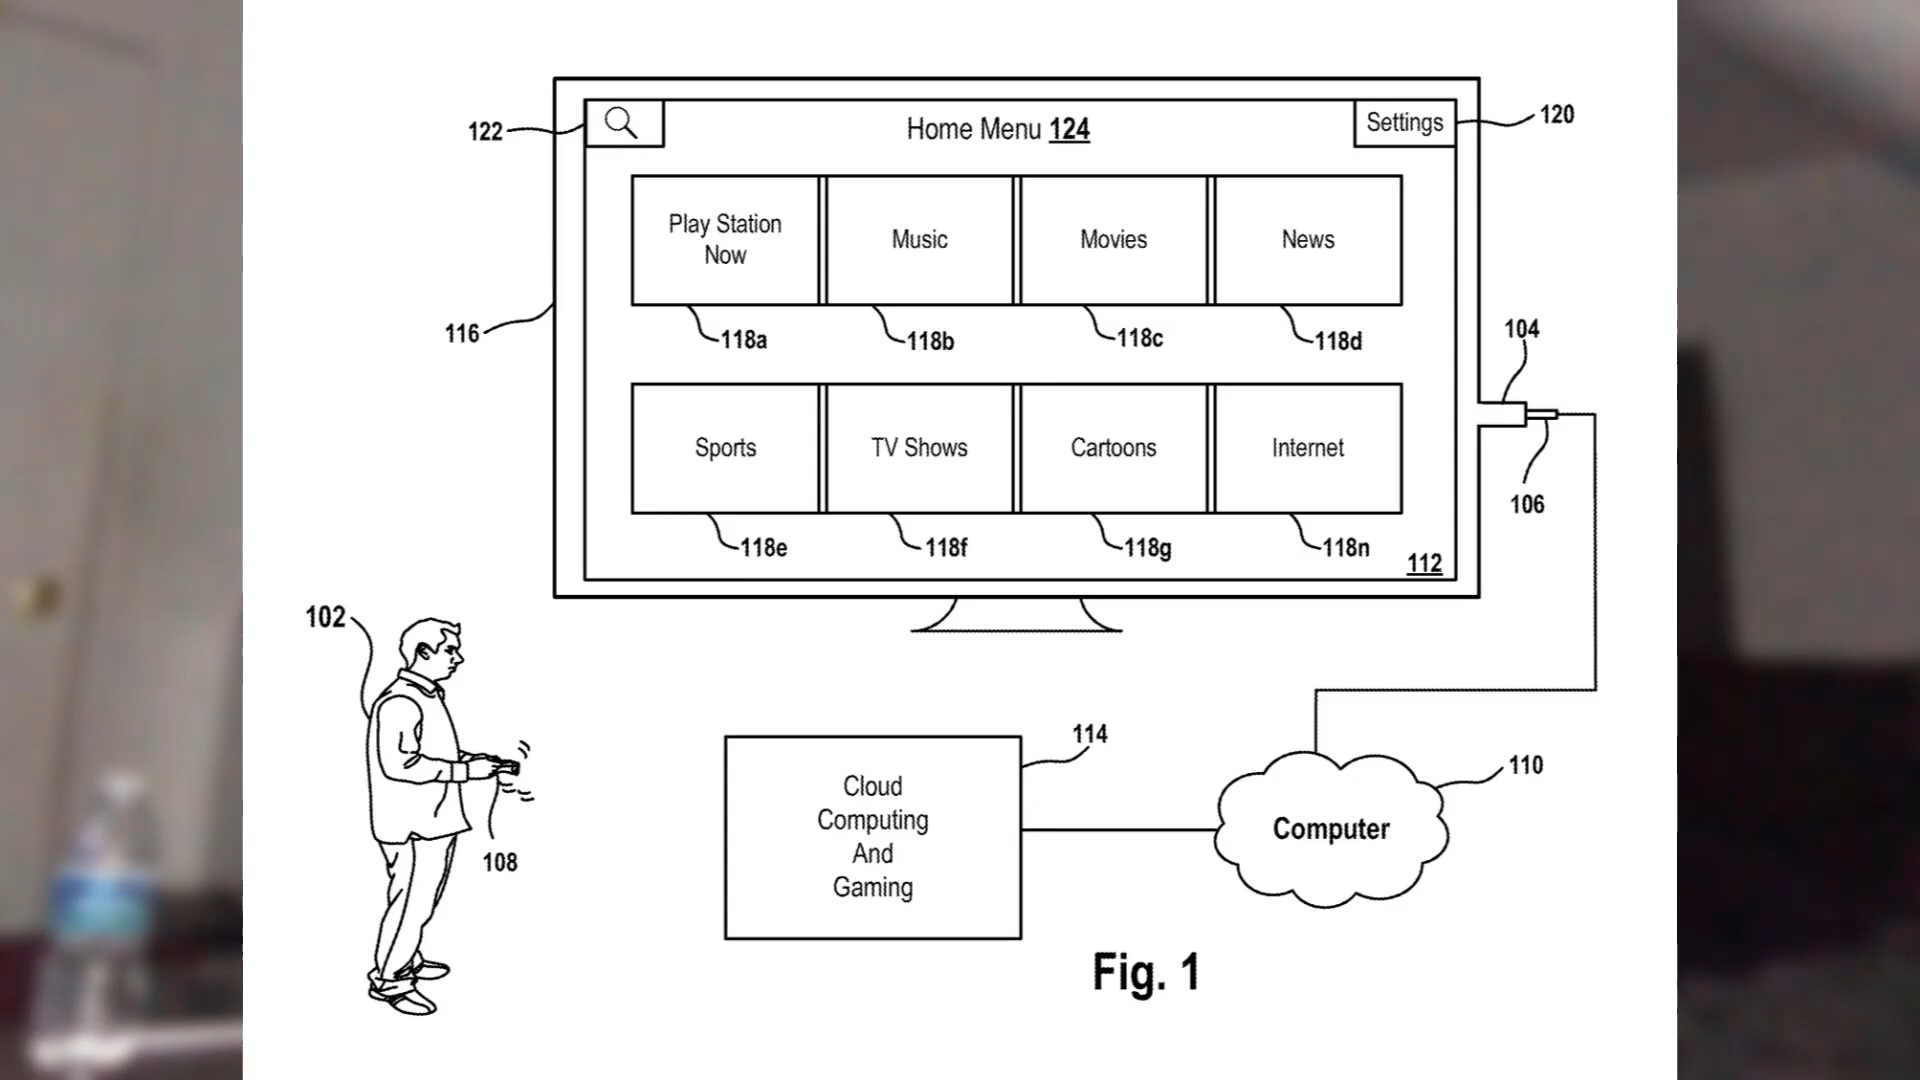 122
Home Menu 124
Settings
120
Play Station
Now
Music
Movies
News
116
118a
118b
118c
118d
104
Sports
TV Shows
Cartoons
Internet
106
118e
118f
118g
118n
112
102
108
114
Cloud
Computing
And
Gaming
110
Computer
Fig. 1